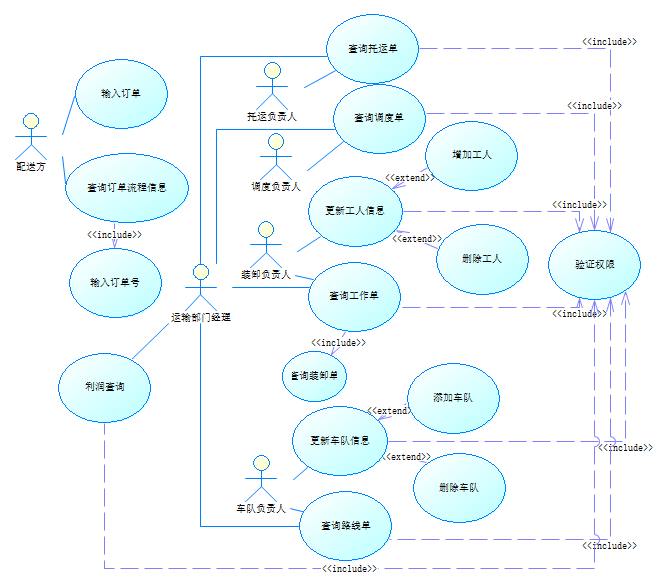 查询托运单
<<include>>
托运负责人
输入订单
查询调度单
<<include>>
配送方
调度负责人
增加工人
<<extend>>
查询订单流程信息
更新工人信息
<<include>>
<<include>>
<<extend>>
装卸负责人
删除工人
验证权限
输入订单号
查询工作单
运输部门经理
<<include>>
<<include>>
利润查询
查询装卸单
添加车队
<<extend>>
更新车队信息
<<include>>
<<extend>>
删除车队
车队负责人
查询路线单
<<include>>
<<include>>